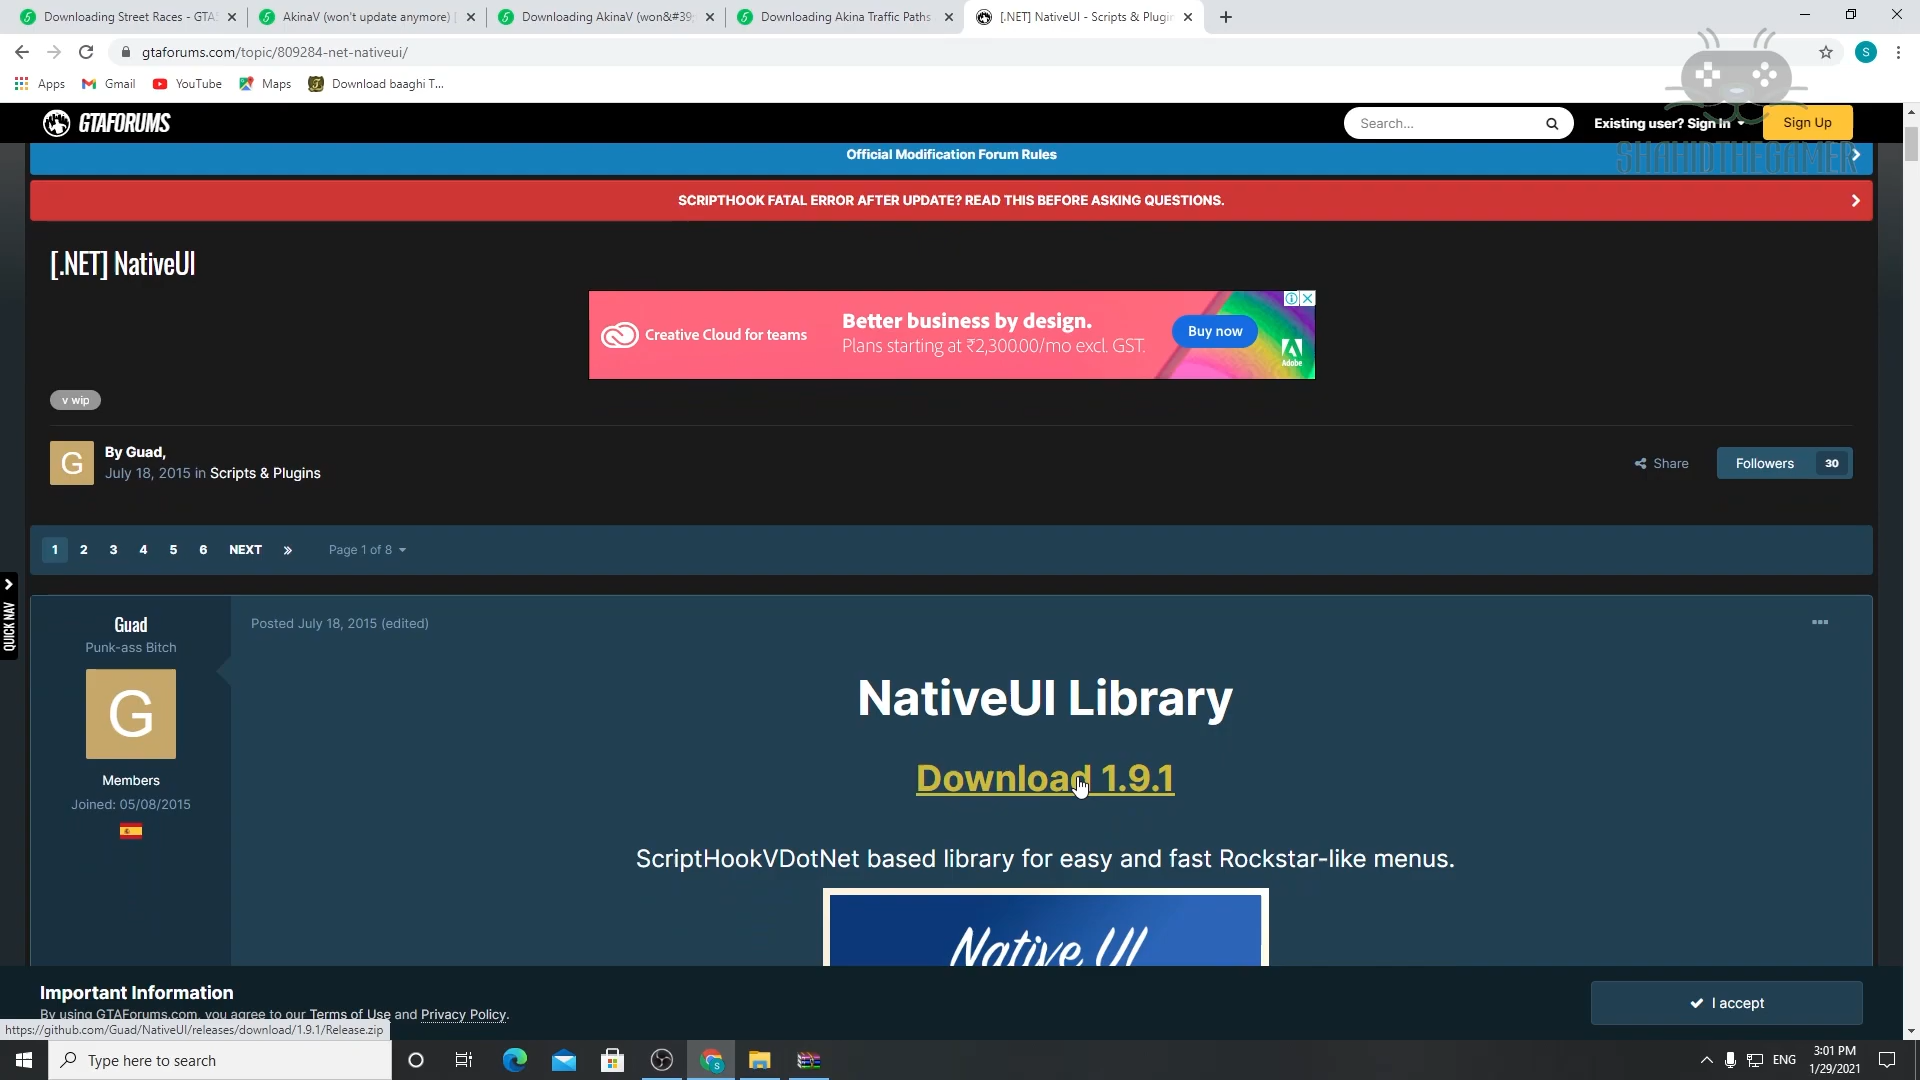 Downloading Street Races - GTA5
AkinaV (won't update anymore)
Downloading AkinaV (won&#39;
Downloading Akina Traffic Paths
[.NET] NativeUI - Scripts & Plugin
gtaforums.com/topic/809284-net-nativeui/
S
Apps
Gmail
YouTube
Maps
Download baaghi T...
GTAFORUMS
Search...
Existing user? Sign In
Sign Up
SHAHIDTHEGAMER
Official Modification Forum Rules
SCRIPTHOOK FATAL ERROR AFTER UPDATE? READ THIS BEFORE ASKING QUESTIONS.
[.NET] NativeUI
Creative Cloud for teams
Better business by design.
Plans starting at ₹2,300.00/mo excl. GST.
Buy now
Adobe
v wip
G
By Guad,
July 18, 2015 in Scripts & Plugins
Share
Followers 30
1 2 3 4 5 6 NEXT » Page 1 of 8
QUICK NAV
Guad
Punk-ass Bitch
G
Members
Joined: 05/08/2015
Posted July 18, 2015 (edited)
NativeUI Library
Download 1.9.1
ScriptHookVDotNet based library for easy and fast Rockstar-like menus.
Native UI
Important Information
By using GTAForums.com, you agree to our Terms of Use and Privacy Policy.
I accept
https://github.com/Guad/NativeUI/releases/download/1.9.1/Release.zip
Type here to search
ENG
3:01 PM
1/29/2021